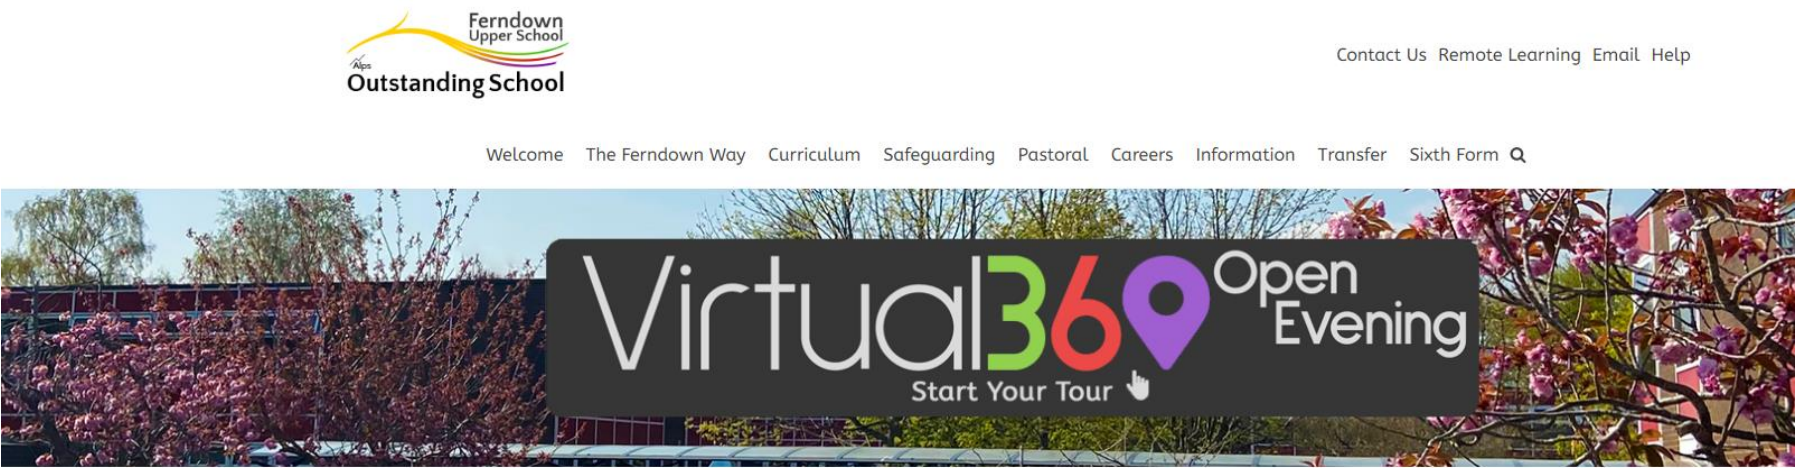 Ferndown
Upper School
Alps
Outstanding School
Contact Us Remote Learning Email Help
Welcome The Ferndown Way Curriculum Safeguarding Pastoral Careers Information Transfer Sixth Form
Virtual360 Open
Evening
Start Your Tour